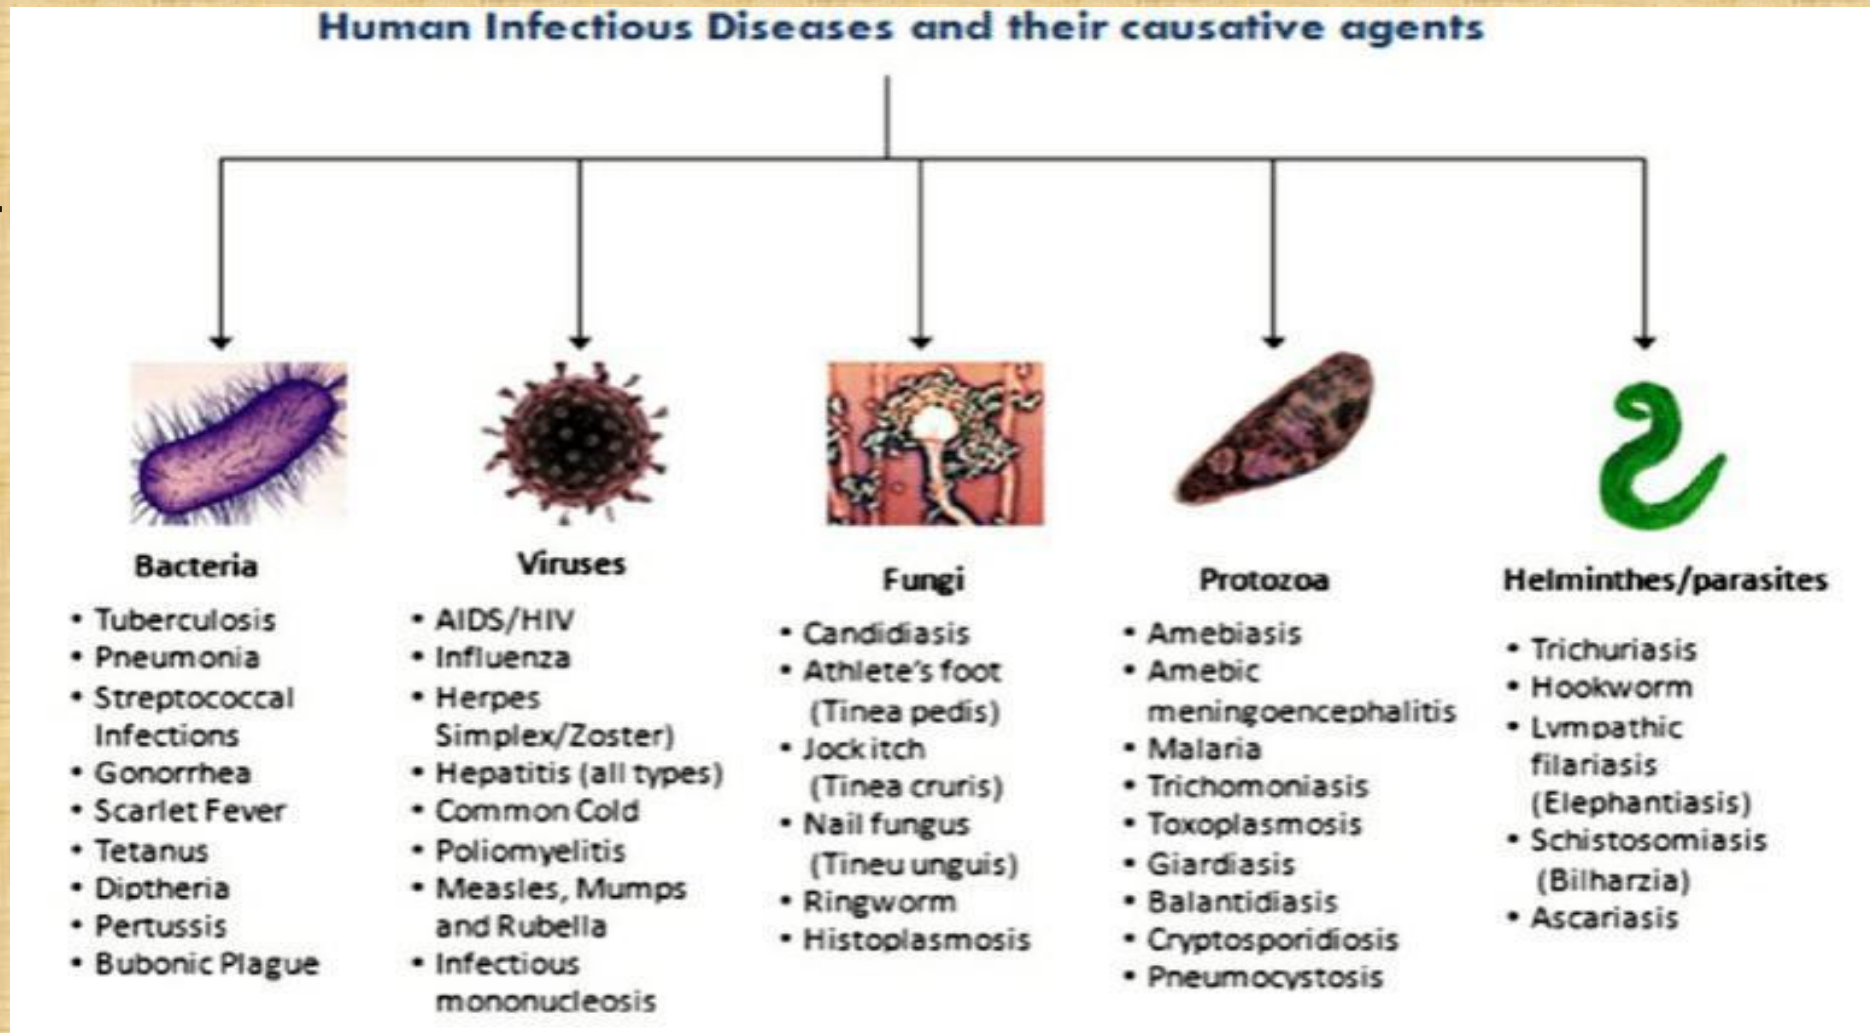 Human Infectious Diseases and their causative agents
Bacteria
• Tuberculosis
• Pneumonia
• Streptococcal
Infections
• Gonorrhea
• Scarlet Fever
• Tetanus
• Diptheria
• Pertussis
• Bubonic Plague
Viruses
• AIDS/HIV
• Influenza
• Herpes
Simplex/Zoster)
• Hepatitis (all types)
• Common Cold
• Poliomyelitis
• Measles, Mumps
and Rubella
• Infectious
mononucleosis
Fungi
• Candidiasis
• Athlete's foot
(Tinea pedis)
• Jock itch
(Tinea cruris)
• Nail fungus
(Tineu unguis)
• Ringworm
• Histoplasmosis
Protozoa
• Amebiasis
• Amebic
meningoencephalitis
• Malaria
• Trichomoniasis
• Toxoplasmosis
• Giardiasis
• Balantidiasis
• Cryptosporidiosis
• Pneumocystosis
Helminthes/parasites
• Trichuriasis
• Hookworm
• Lvmpathic
filariasis
(Elephantiasis)
• Schistosomiasis
(Bilharzia)
• Ascariasis